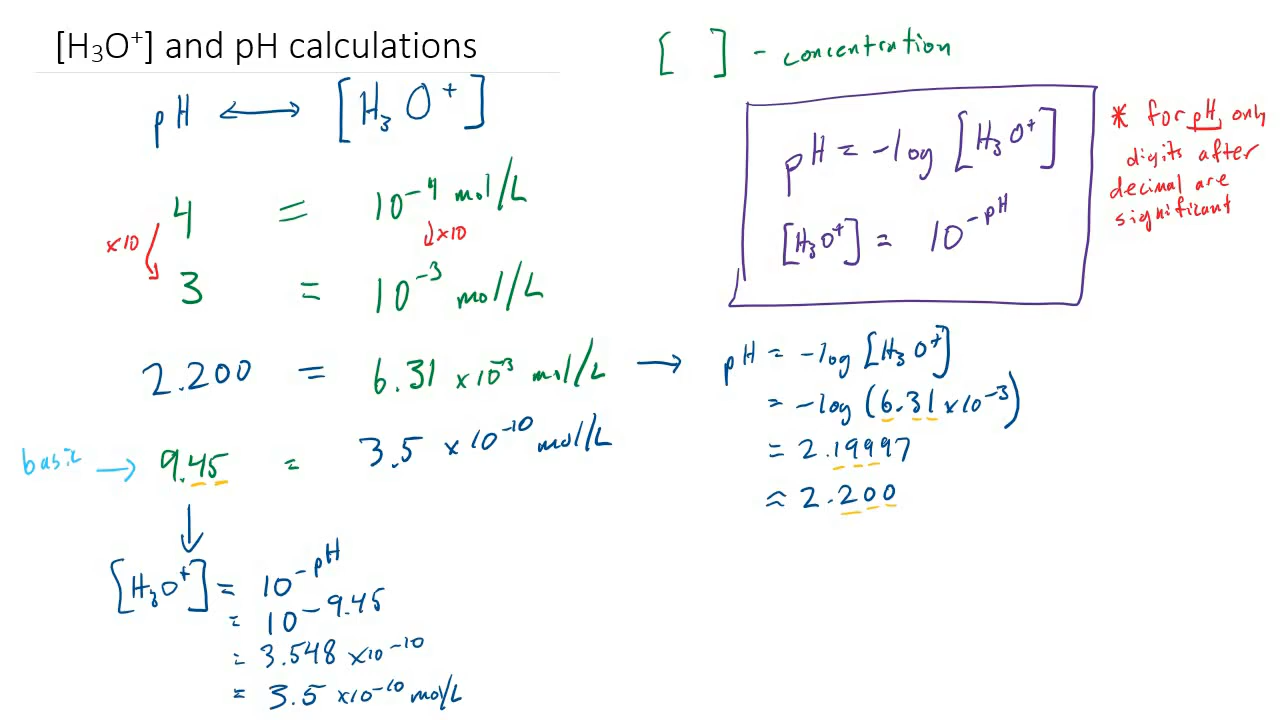 [H₃O⁺] and pH calculations
[ ] - concentration
pH ⟷ [H₃O⁺]
4 = 10⁻⁴ mol/L
×10 ×10
3 = 10⁻³ mol/L
2.200 = 6.31 ×10⁻³ mol/L →
basic → 9.45 = 3.5 ×10⁻¹⁰ mol/L
↓
[H₃O⁺] = 10^-pH
= 10^-9.45
= 3.548 ×10⁻¹⁰
= 3.5 ×10⁻¹⁰ mol/L
pH = -log [H₃O⁺]
[H₃O⁺] = 10^-pH
* for pH, only
digits after
decimal are
significant
pH = -log [H₃O⁺]
= -log (6.31 ×10⁻³)
= 2.19997
≈ 2.200